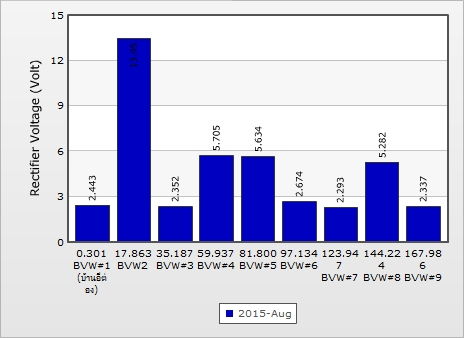 Rectifier Voltage (Volt)
15
12
9
6
3
0
2.443
2.352
5.705
5.634
2.674
2.293
5.282
2.337
0.301
BVW#1
(บ้านอีต่
อง)
17.863
BVW2
35.187
BVW#3
59.937
BVW#4
81.800
BVW#5
97.134
BVW#6
123.94
7
BVW#7
144.22
4
BVW#8
167.98
6
BVW#9
2015-Aug